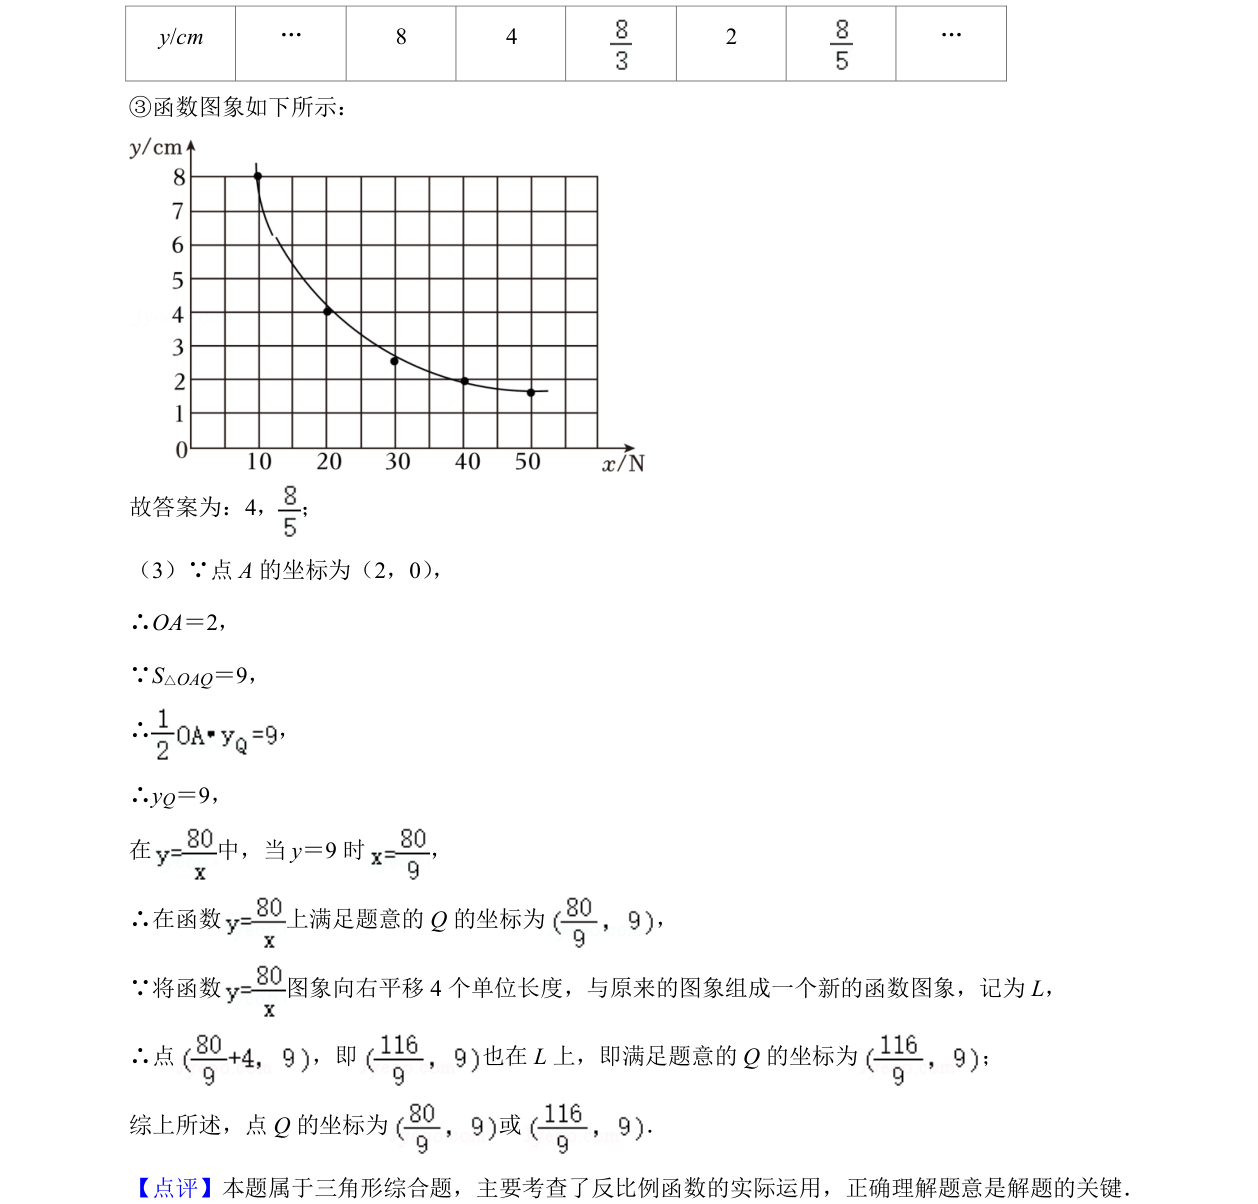 y/cm … 8 4 8/3 2 8/5 …
③函数图象如下所示：
y/cm
8
7
6
5
4
3
2
1
0
10 20 30 40 50 x/N
故答案为：4，8/5；
（3）∵点 A 的坐标为（2，0），
∴OA＝2，
∵S△OAQ＝9，
∴1/2OA•yQ=9，
∴yQ＝9，
在y=80/x中，当 y＝9 时x=80/9，
∴在函数y=80/x上满足题意的 Q 的坐标为(80/9，9)，
∵将函数y=80/x图象向右平移 4 个单位长度，与原来的图象组成一个新的函数图象，记为 L，
∴点(80/9+4，9)，即(116/9，9)也在 L 上，即满足题意的 Q 的坐标为(116/9，9)；
综上所述，点 Q 的坐标为(80/9，9)或(116/9，9)．
【点评】本题属于三角形综合题，主要考查了反比例函数的实际运用，正确理解题意是解题的关键．